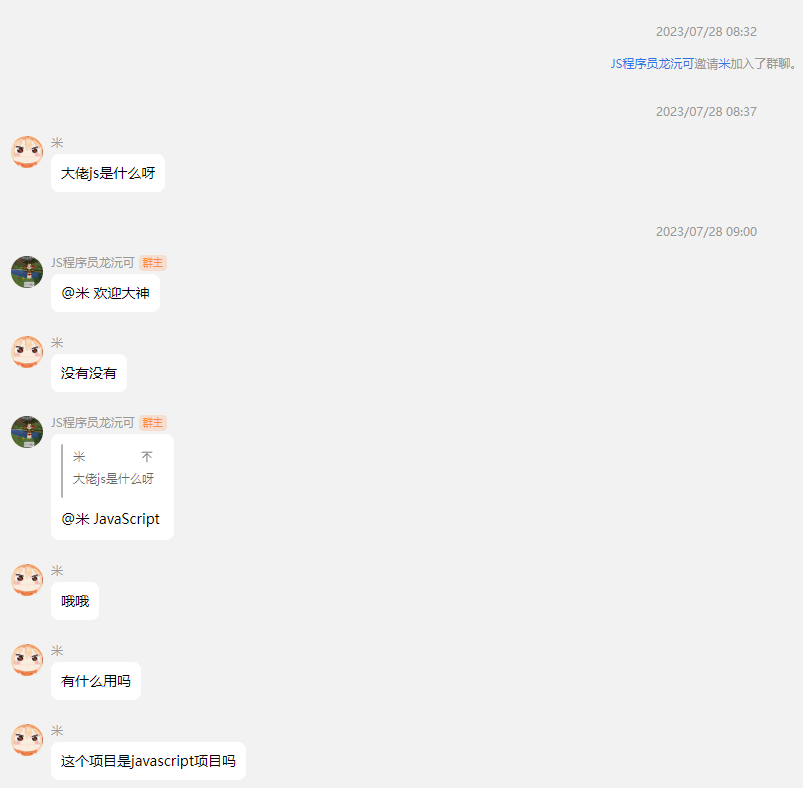 2023/07/28 08:32
JS程序员龙沅可邀请米加入了群聊。
2023/07/28 08:37
米
大佬js是什么呀
2023/07/28 09:00
JS程序员龙沅可 群主
@米 欢迎大神
米
没有没有
JS程序员龙沅可 群主
米
大佬js是什么呀
@米 JavaScript
米
哦哦
米
有什么用吗
米
这个项目是javascript项目吗